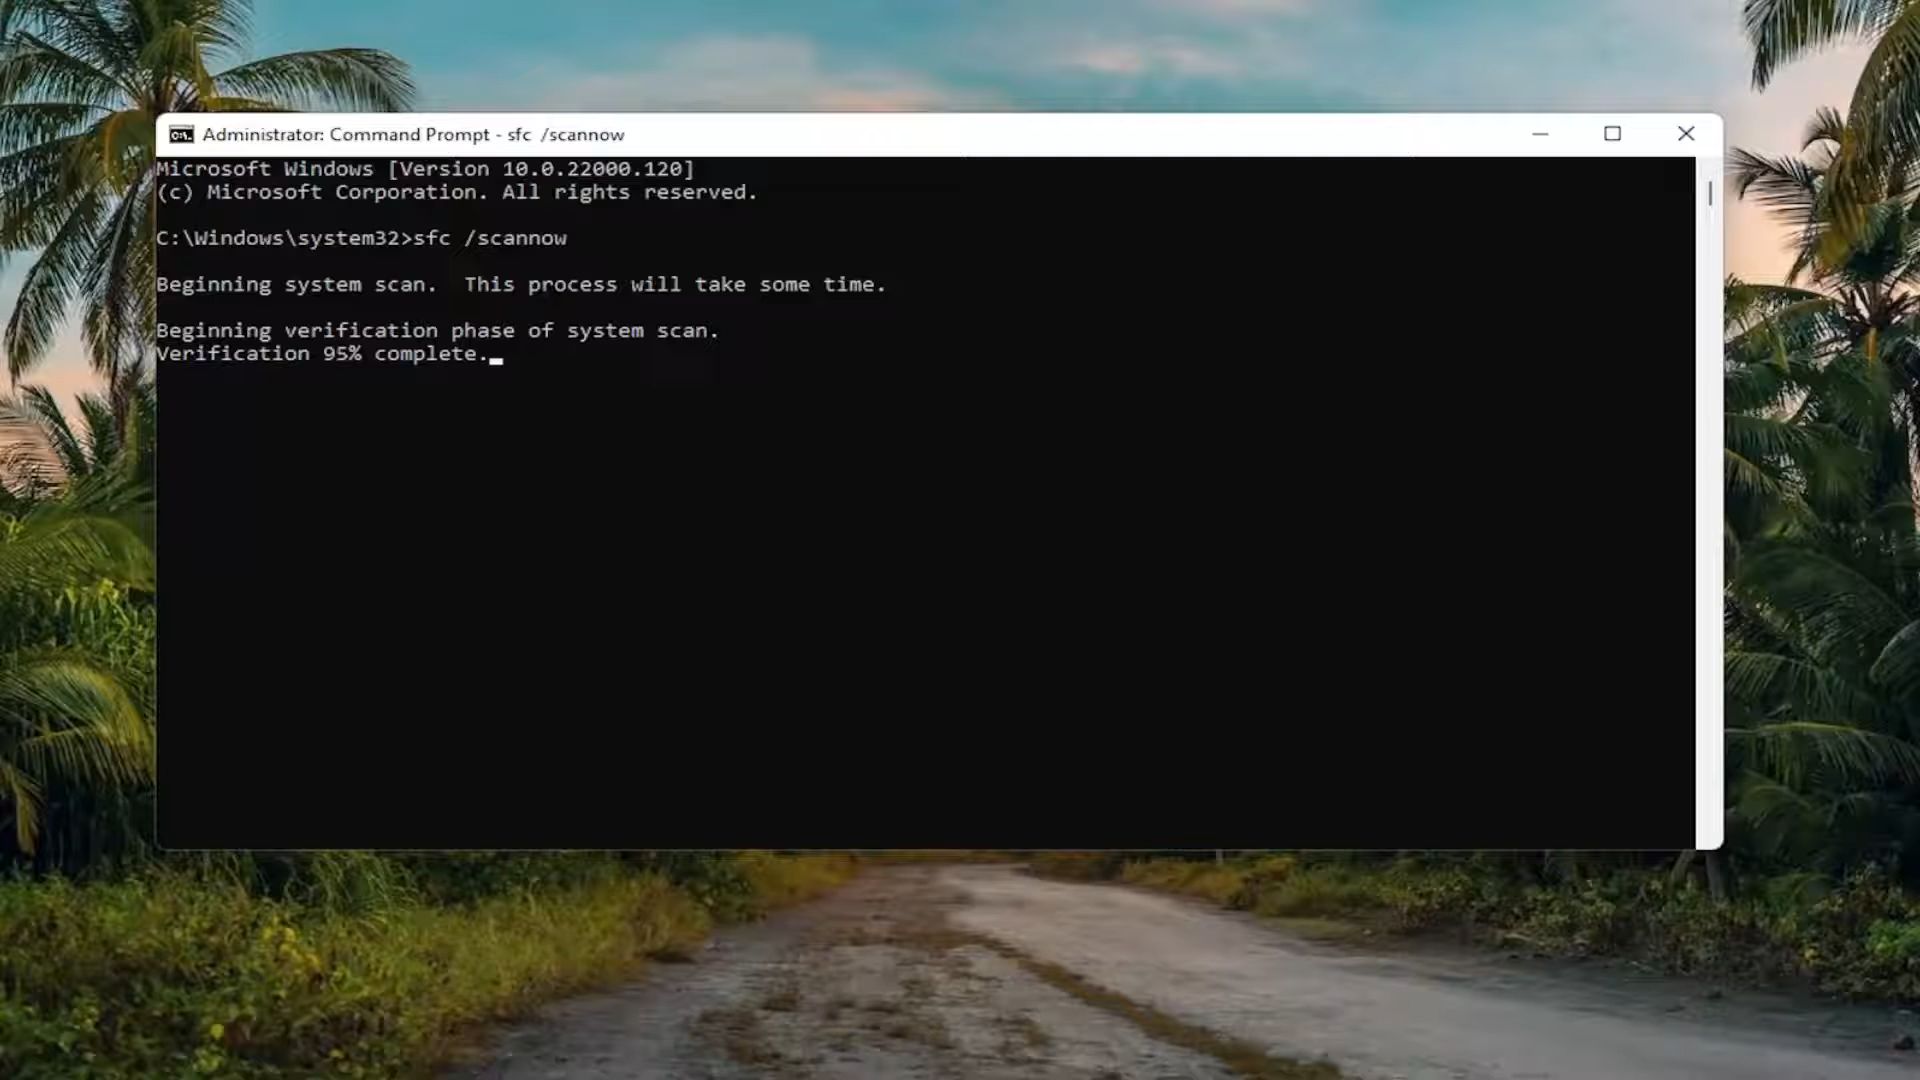 Administrator: Command Prompt - sfc  /scannow
Microsoft Windows [Version 10.0.22000.120]
(c) Microsoft Corporation. All rights reserved.
C:\Windows\system32>sfc /scannow
Beginning system scan.  This process will take some time.
Beginning verification phase of system scan.
Verification 95% complete.